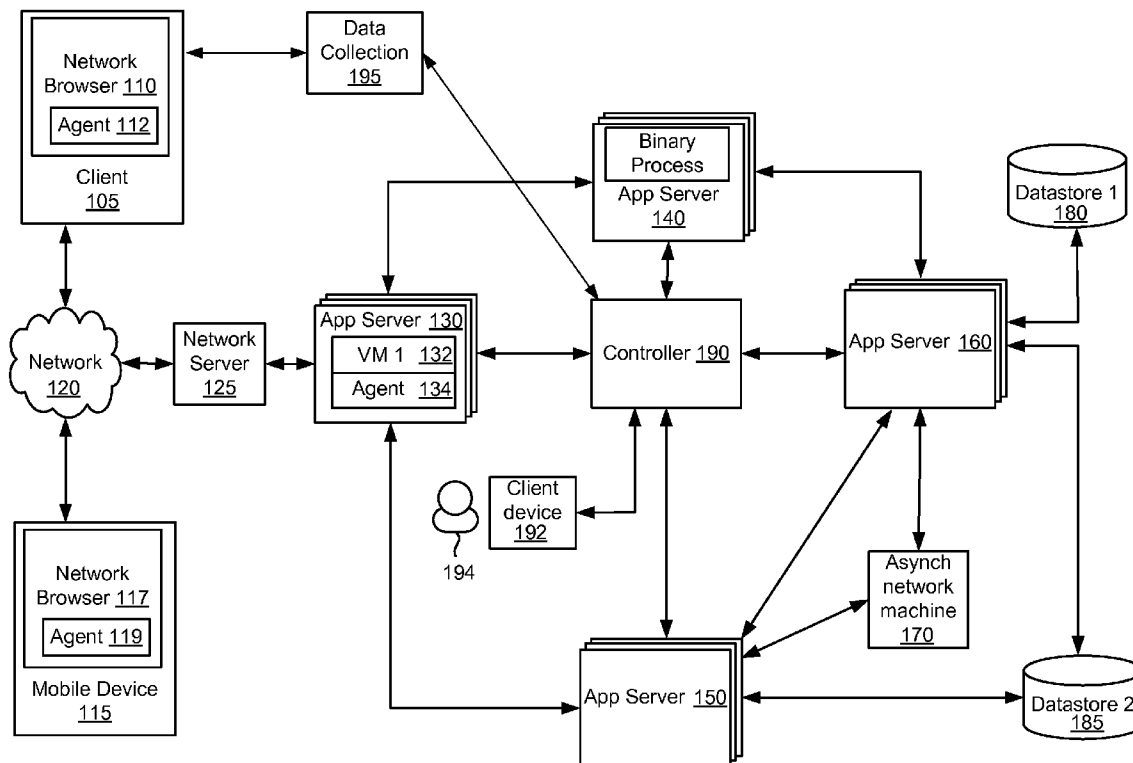 Network
Browser 110
Agent 112
Client
105
Data
Collection
195
Binary
Process
App Server
140
Datastore 1
180
Network
120
Network
Server
125
App Server 130
VM 1 132
Agent 134
Controller 190
App Server 160
Client
device
192
194
Asynch
network
machine
170
Network
Browser 117
Agent 119
Mobile Device
115
App Server 150
Datastore 2
185